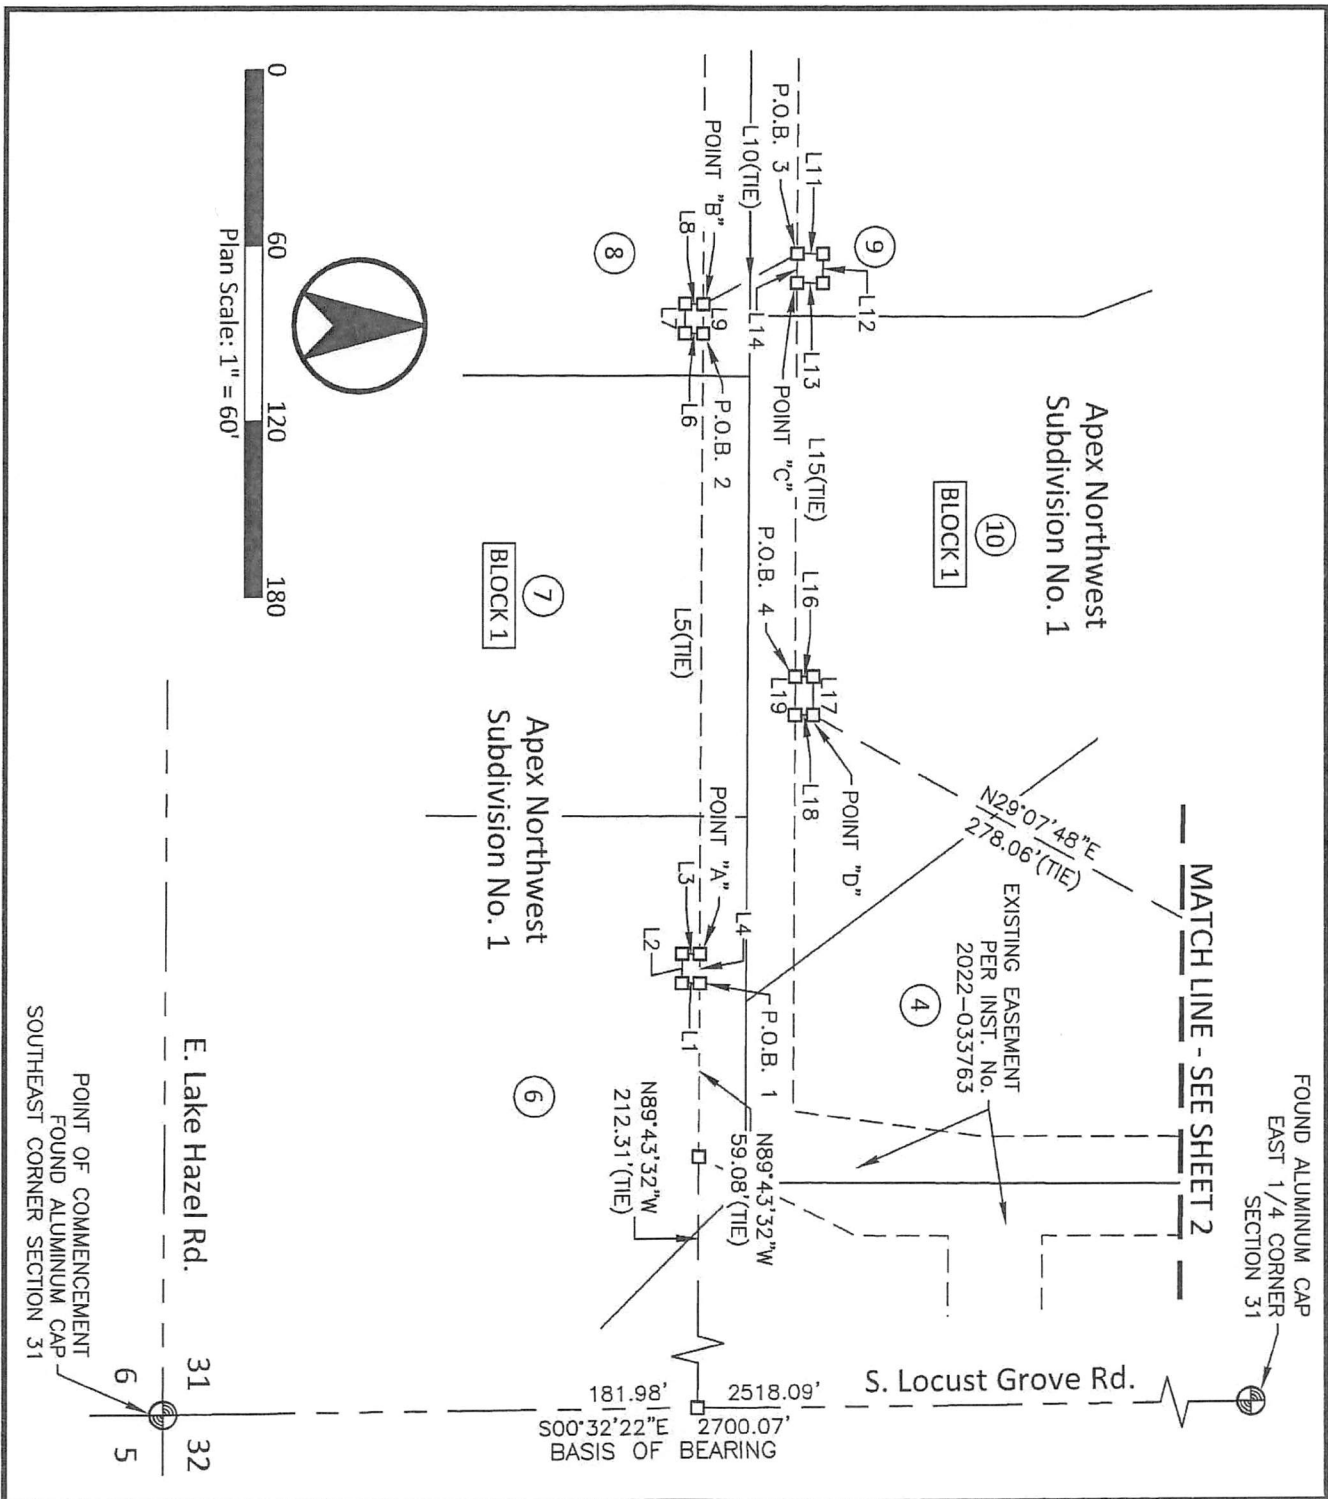 FOUND ALUMINUM CAP
EAST 1/4 CORNER
SECTION 31
MATCH LINE - SEE SHEET 2
N29°07'48"E
278.06'(TIE)
EXISTING EASEMENT
PER INST. No.
2022-033763
4
Apex Northwest
Subdivision No. 1
10
BLOCK 1
9
L12
L11
L13
P.O.B. 3
L10(TIE)
L14
POINT "C"
L15(TIE)
L16
P.O.B. 4
L17
L19
L18
POINT "D"
POINT "B"
L8
L9
L7
L6
P.O.B. 2
8
L5(TIE)
POINT "A"
L3
L4
L2
L1
P.O.B. 1
N89°43'32"W
59.08'(TIE)
N89°43'32"W
212.31'(TIE)
7
BLOCK 1
Apex Northwest
Subdivision No. 1
6
S. Locust Grove Rd.
181.98'
2518.09'
S00°32'22"E 2700.07'
BASIS OF BEARING
0
60
120
180
Plan Scale: 1" = 60'
E. Lake Hazel Rd.
31
32
6
5
POINT OF COMMENCEMENT
FOUND ALUMINUM CAP
SOUTHEAST CORNER SECTION 31